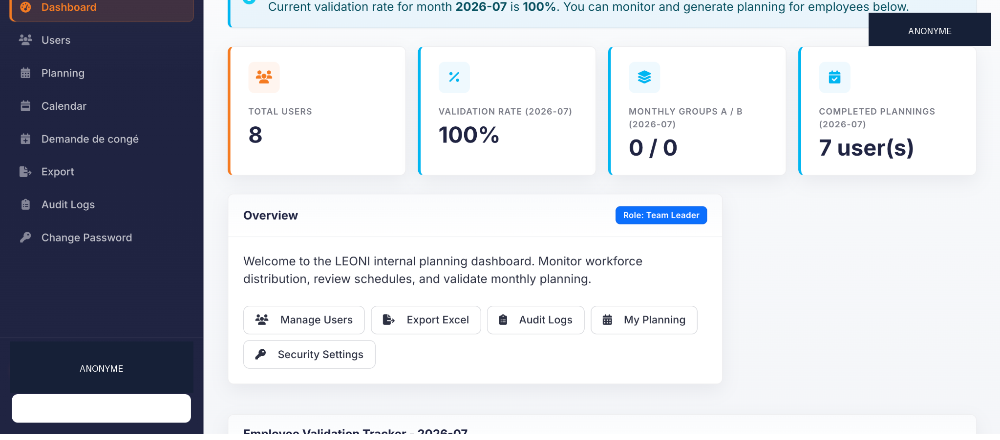 Dashboard
Users
Planning
Calendar
Demande de congé
Export
Audit Logs
Change Password
ANONYME
Current validation rate for month 2026-07 is 100%. You can monitor and generate planning for employees below.
ANONYME
TOTAL USERS
8
VALIDATION RATE (2026-07)
100%
MONTHLY GROUPS A / B
(2026-07)
0 / 0
COMPLETED PLANNINGS
(2026-07)
7 user(s)
Overview
Role: Team Leader
Welcome to the LEONI internal planning dashboard. Monitor workforce
distribution, review schedules, and validate monthly planning.
Manage Users
Export Excel
Audit Logs
My Planning
Security Settings
Employee Validation Tracker - 2026-07